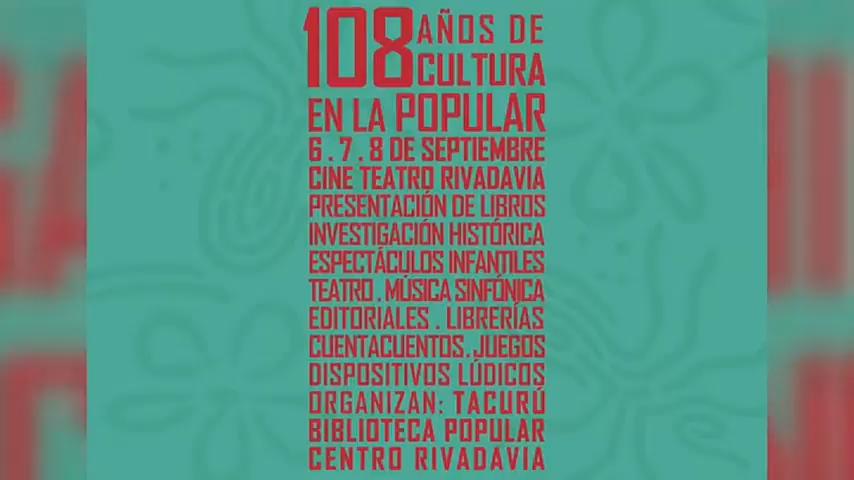 108 AÑOS DE
CULTURA
EN LA POPULAR
6 . 7 . 8 DE SEPTIEMBRE
CINE TEATRO RIVADAVIA
PRESENTACIÓN DE LIBROS
INVESTIGACIÓN HISTÓRICA
ESPECTÁCULOS INFANTILES
TEATRO . MÚSICA SINFÓNICA
EDITORIALES . LIBRERÍAS
CUENTACUENTOS . JUEGOS
DISPOSITIVOS LÚDICOS
ORGANIZAN: TACURÚ
BIBLIOTECA POPULAR
CENTRO RIVADAVIA